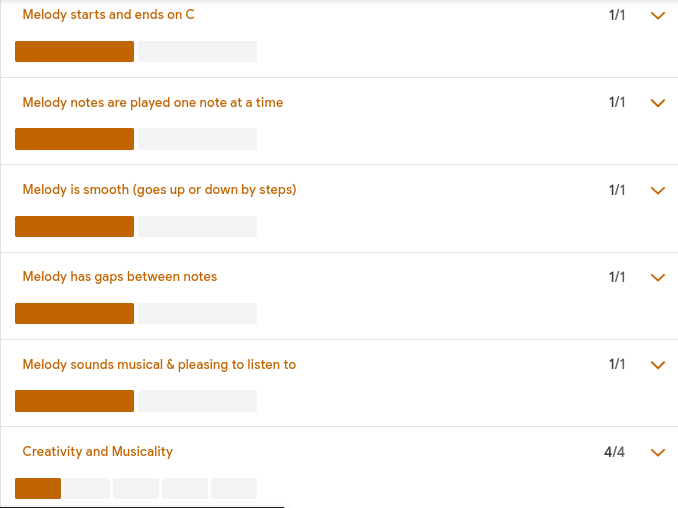 Melody starts and ends on C 1/1
Melody notes are played one note at a time 1/1
Melody is smooth (goes up or down by steps) 1/1
Melody has gaps between notes 1/1
Melody sounds musical & pleasing to listen to 1/1
Creativity and Musicality 4/4